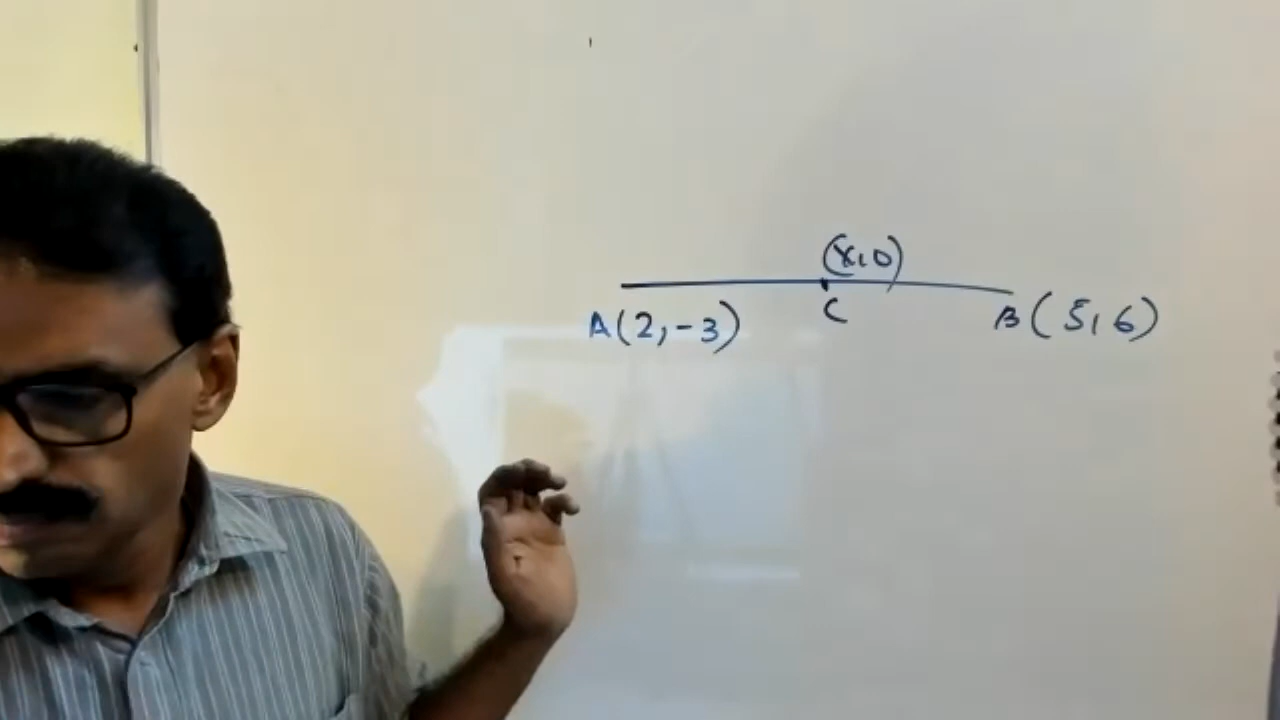 (x, 0)
A(2, -3) C B(5, 6)